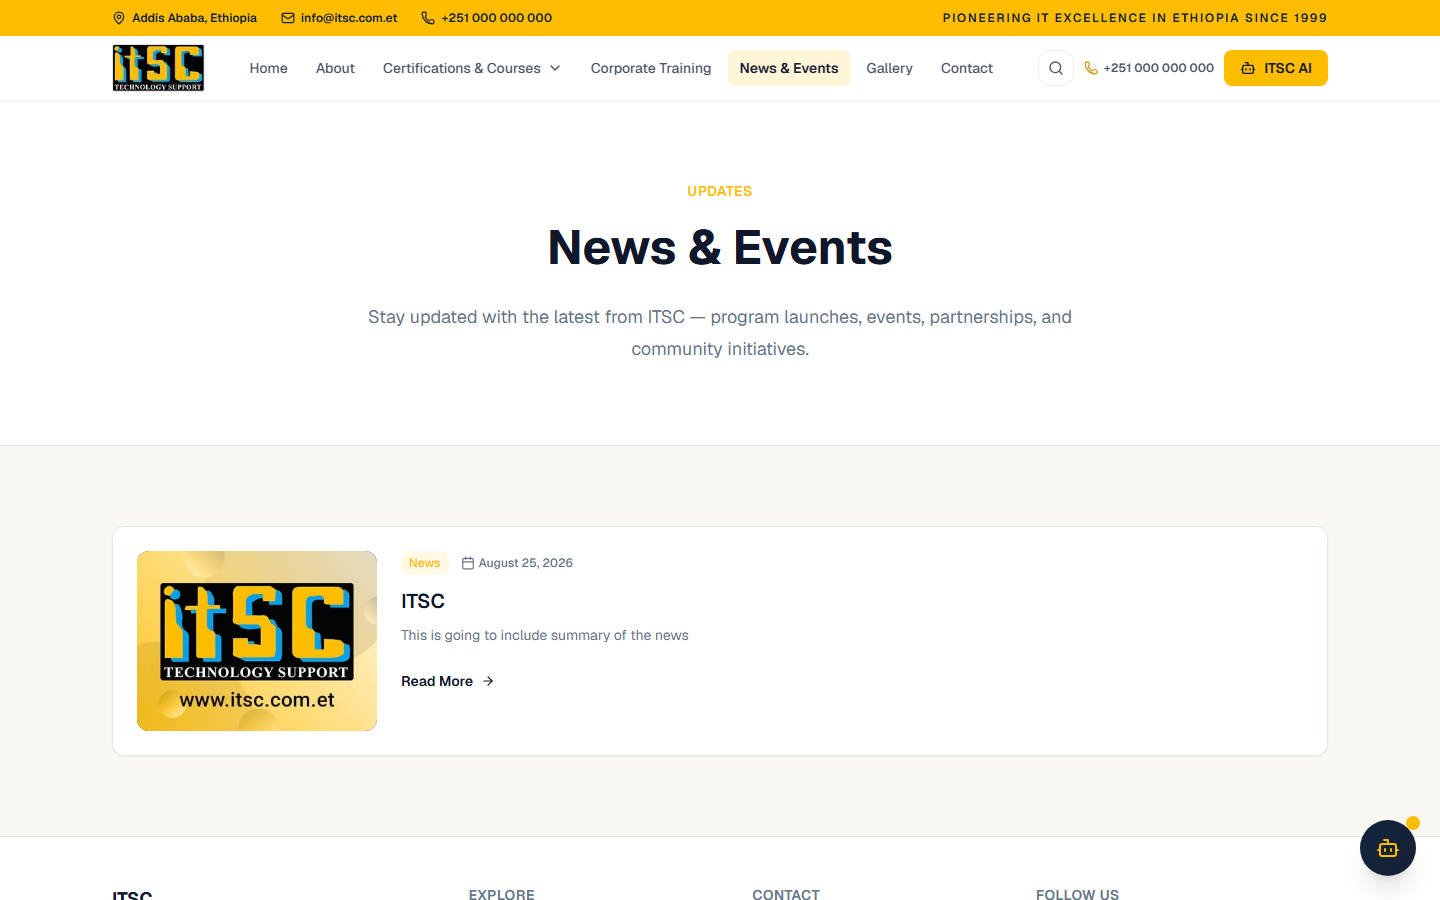 Addis Ababa, Ethiopia
info@itsc.com.et
+251 000 000 000
PIONEERING IT EXCELLENCE IN ETHIOPIA SINCE 1999
itSC
TECHNOLOGY SUPPORT
Home
About
Certifications & Courses
Corporate Training
News & Events
Gallery
Contact
+251 000 000 000
ITSC AI
UPDATES
News & Events
Stay updated with the latest from ITSC — program launches, events, partnerships, and
community initiatives.
itSC
TECHNOLOGY SUPPORT
www.itsc.com.et
News
August 25, 2026
ITSC
This is going to include summary of the news
Read More
ITSC
EXPLORE
CONTACT
FOLLOW US